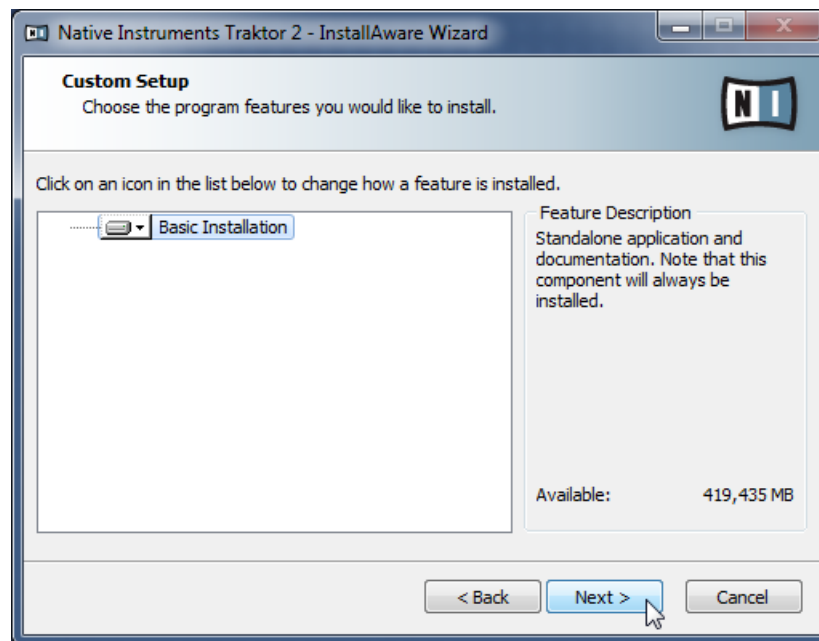 Native Instruments Traktor 2 - InstallAware Wizard
Custom Setup
Choose the program features you would like to install.
N I
Click on an icon in the list below to change how a feature is installed.
Basic Installation
Feature Description
Standalone application and
documentation. Note that this
component will always be
installed.
Available: 419,435 MB
< Back Next > Cancel